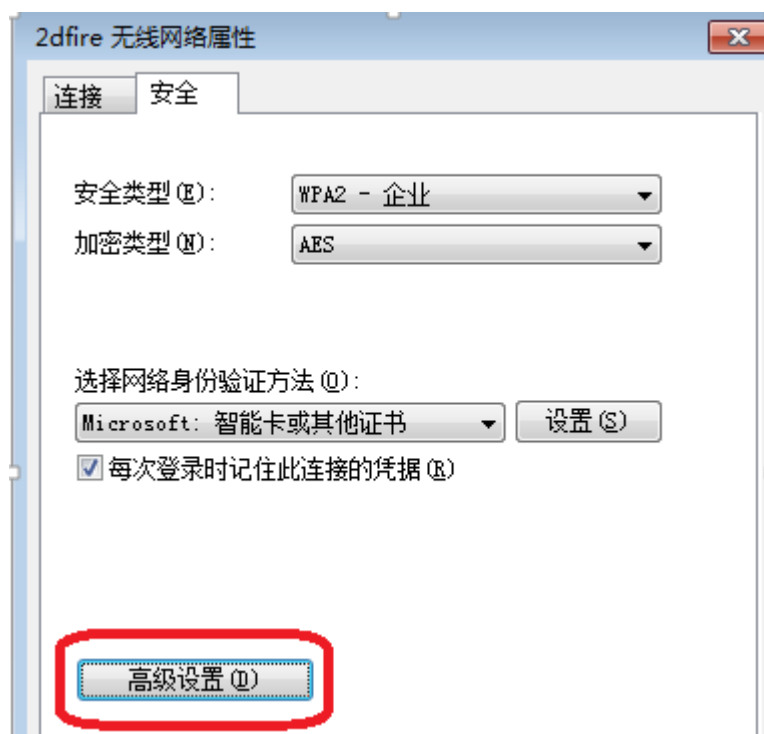 2dfire 无线网络属性
连接 安全
安全类型(E): WPA2 - 企业
加密类型(N): AES
选择网络身份验证方法(O):
Microsoft: 智能卡或其他证书 设置(S)
每次登录时记住此连接的凭据(R)
高级设置(D)